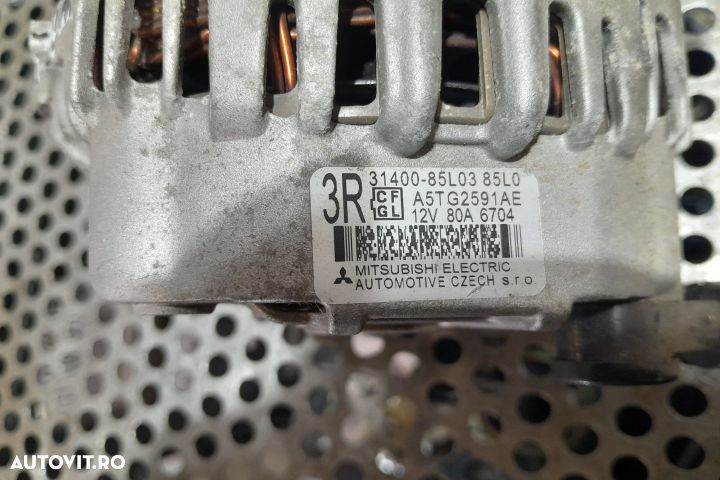 3R
31400-85L03 85L0
CF
GL
A5TG2591AE
12V 80A 6704
MITSUBISHI ELECTRIC
AUTOMOTIVE CZECH s.r.o.
AUTOVIT.RO